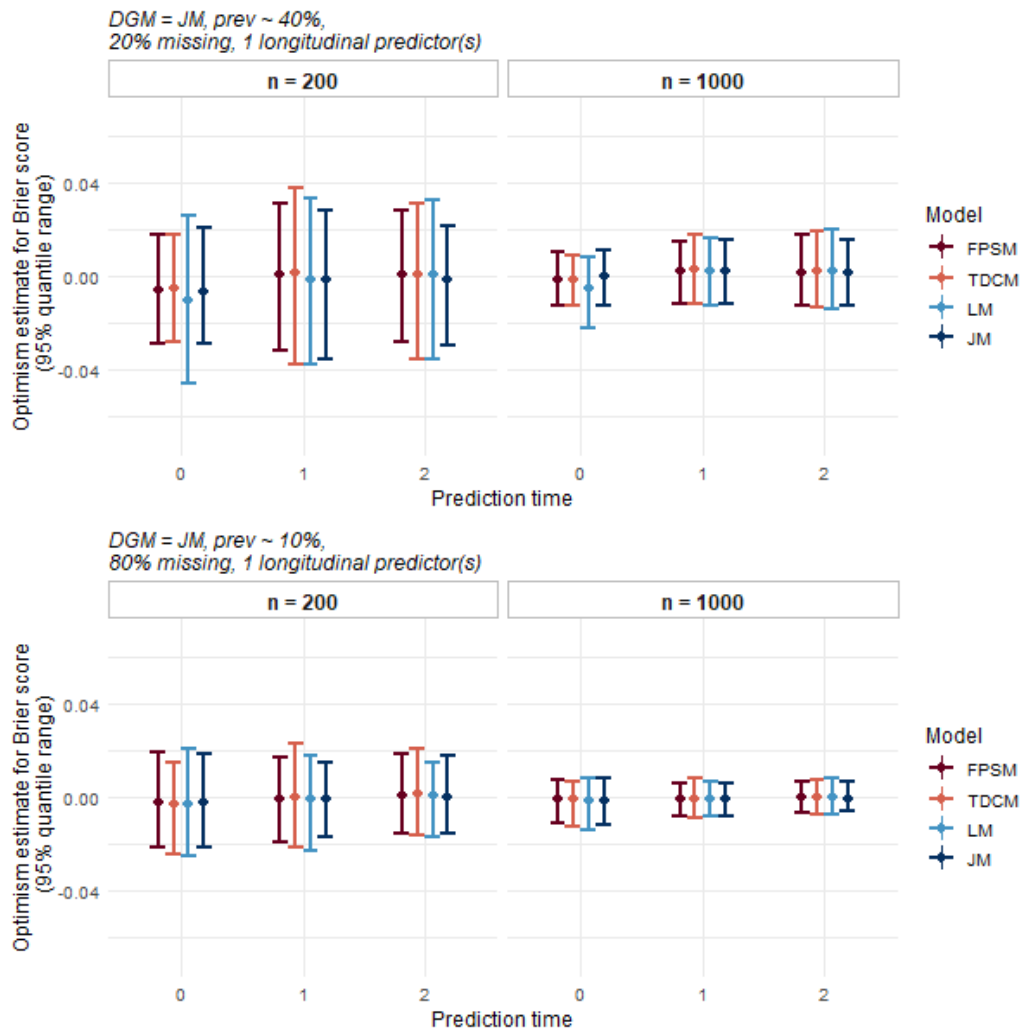 DGM = JM, prev ~ 40%,
20% missing, 1 longitudinal predictor(s)
n = 200
n = 1000
Optimism estimate for Brier score
(95% quantile range)
0.04
0.00
-0.04
0 1 2
0 1 2
Prediction time
Model
FPSM
TDCM
LM
JM
DGM = JM, prev ~ 10%,
80% missing, 1 longitudinal predictor(s)
n = 200
n = 1000
Optimism estimate for Brier score
(95% quantile range)
0.04
0.00
-0.04
0 1 2
0 1 2
Prediction time
Model
FPSM
TDCM
LM
JM